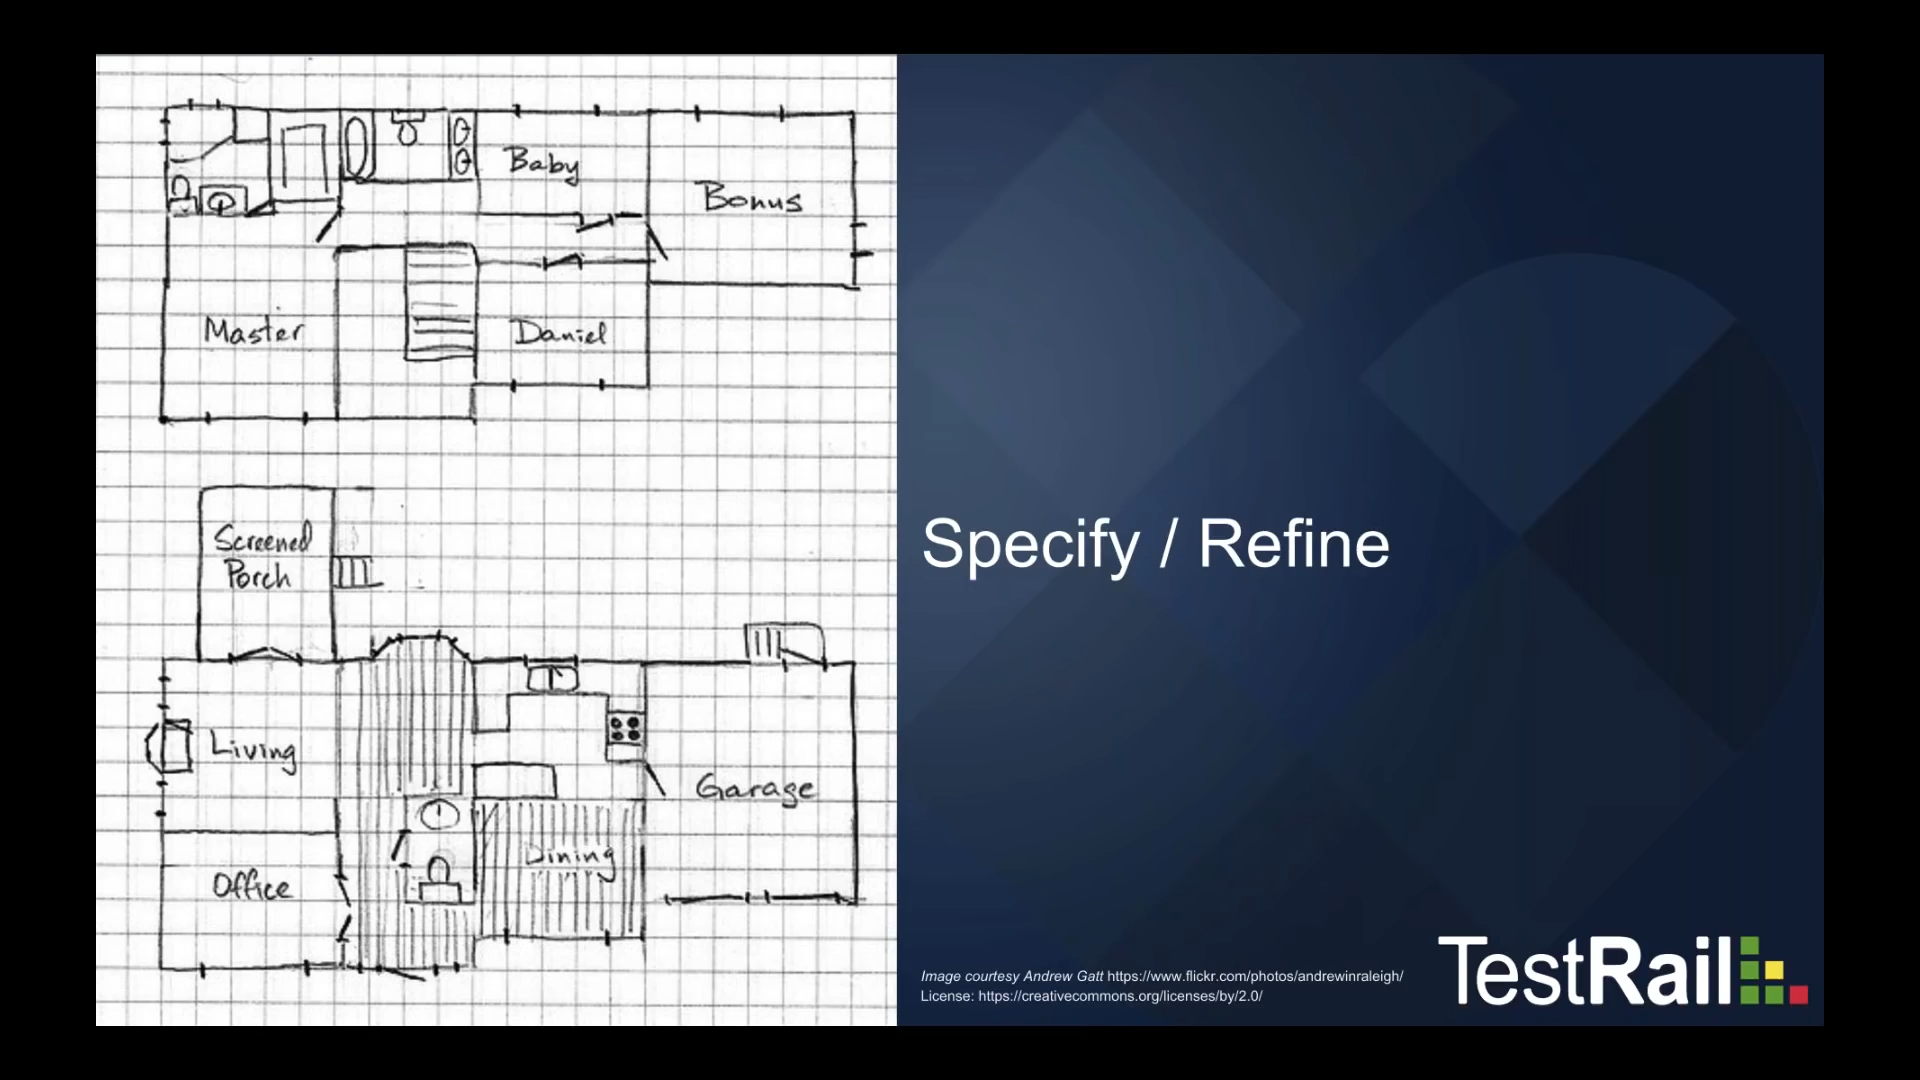 Baby
Bonus
Master
Daniel
Screened
Porch
Living
Garage
Dining
Office
Specify / Refine
Image courtesy Andrew Gatt https://www.flickr.com/photos/andrewinraleigh/
License: https://creativecommons.org/licenses/by/2.0/
TestRail